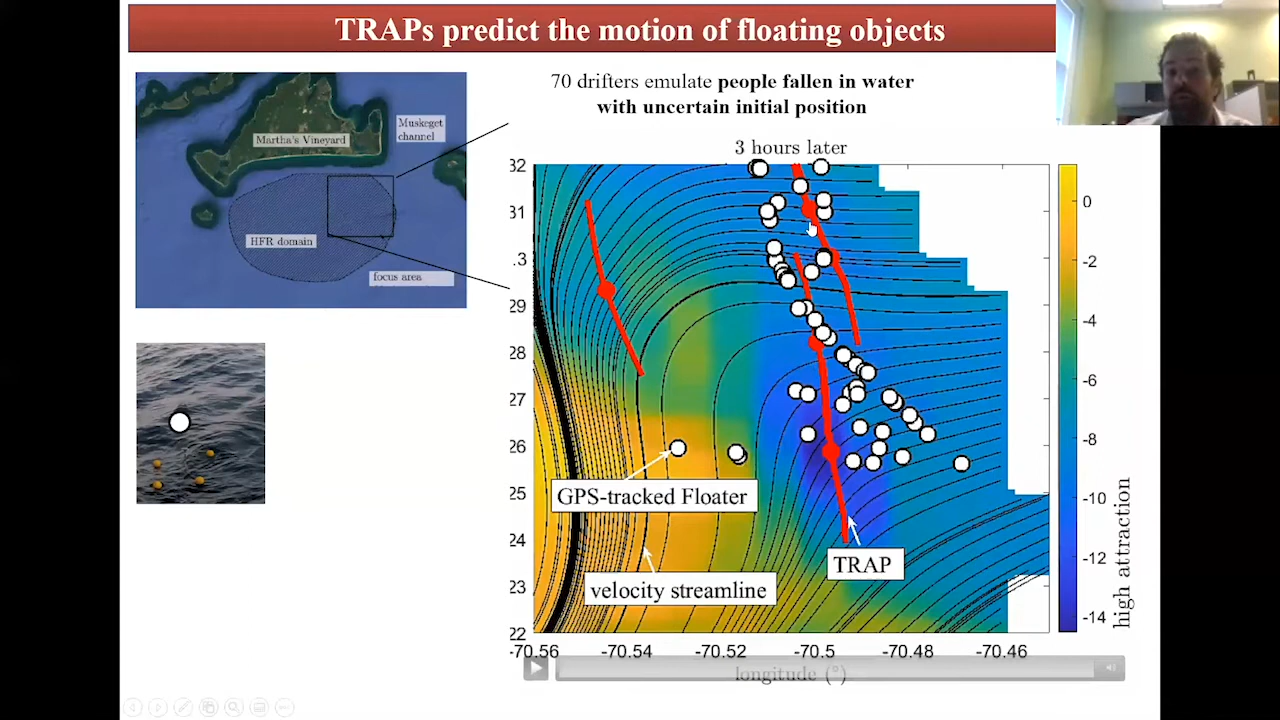 TRAPs predict the motion of floating objects
70 drifters emulate people fallen in water
with uncertain initial position
Martha's Vineyard
Muskeget
channel
HFR domain
focus area
3 hours later
32
31
.3
29
28
27
26
25
24
23
22
-70.56
-70.54
-70.52
-70.5
-70.48
-70.46
longitude (°)
GPS-tracked Floater
velocity streamline
TRAP
0
-2
-4
-6
-8
-10
-12
-14
high attraction